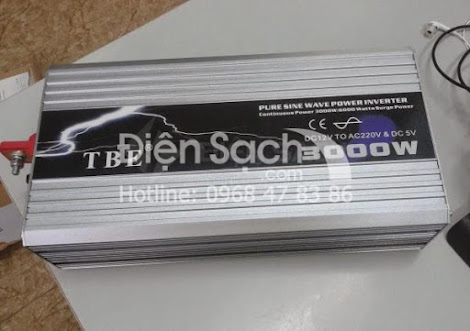 PURE SINE WAVE POWER INVERTER
Continuous Power 3000W/6000 Watts Surge Power
CE
DC12V TO AC220V & DC 5V
TBE®
3000W
Điện Sạch
.com
Hotline: 0968 47 83 86